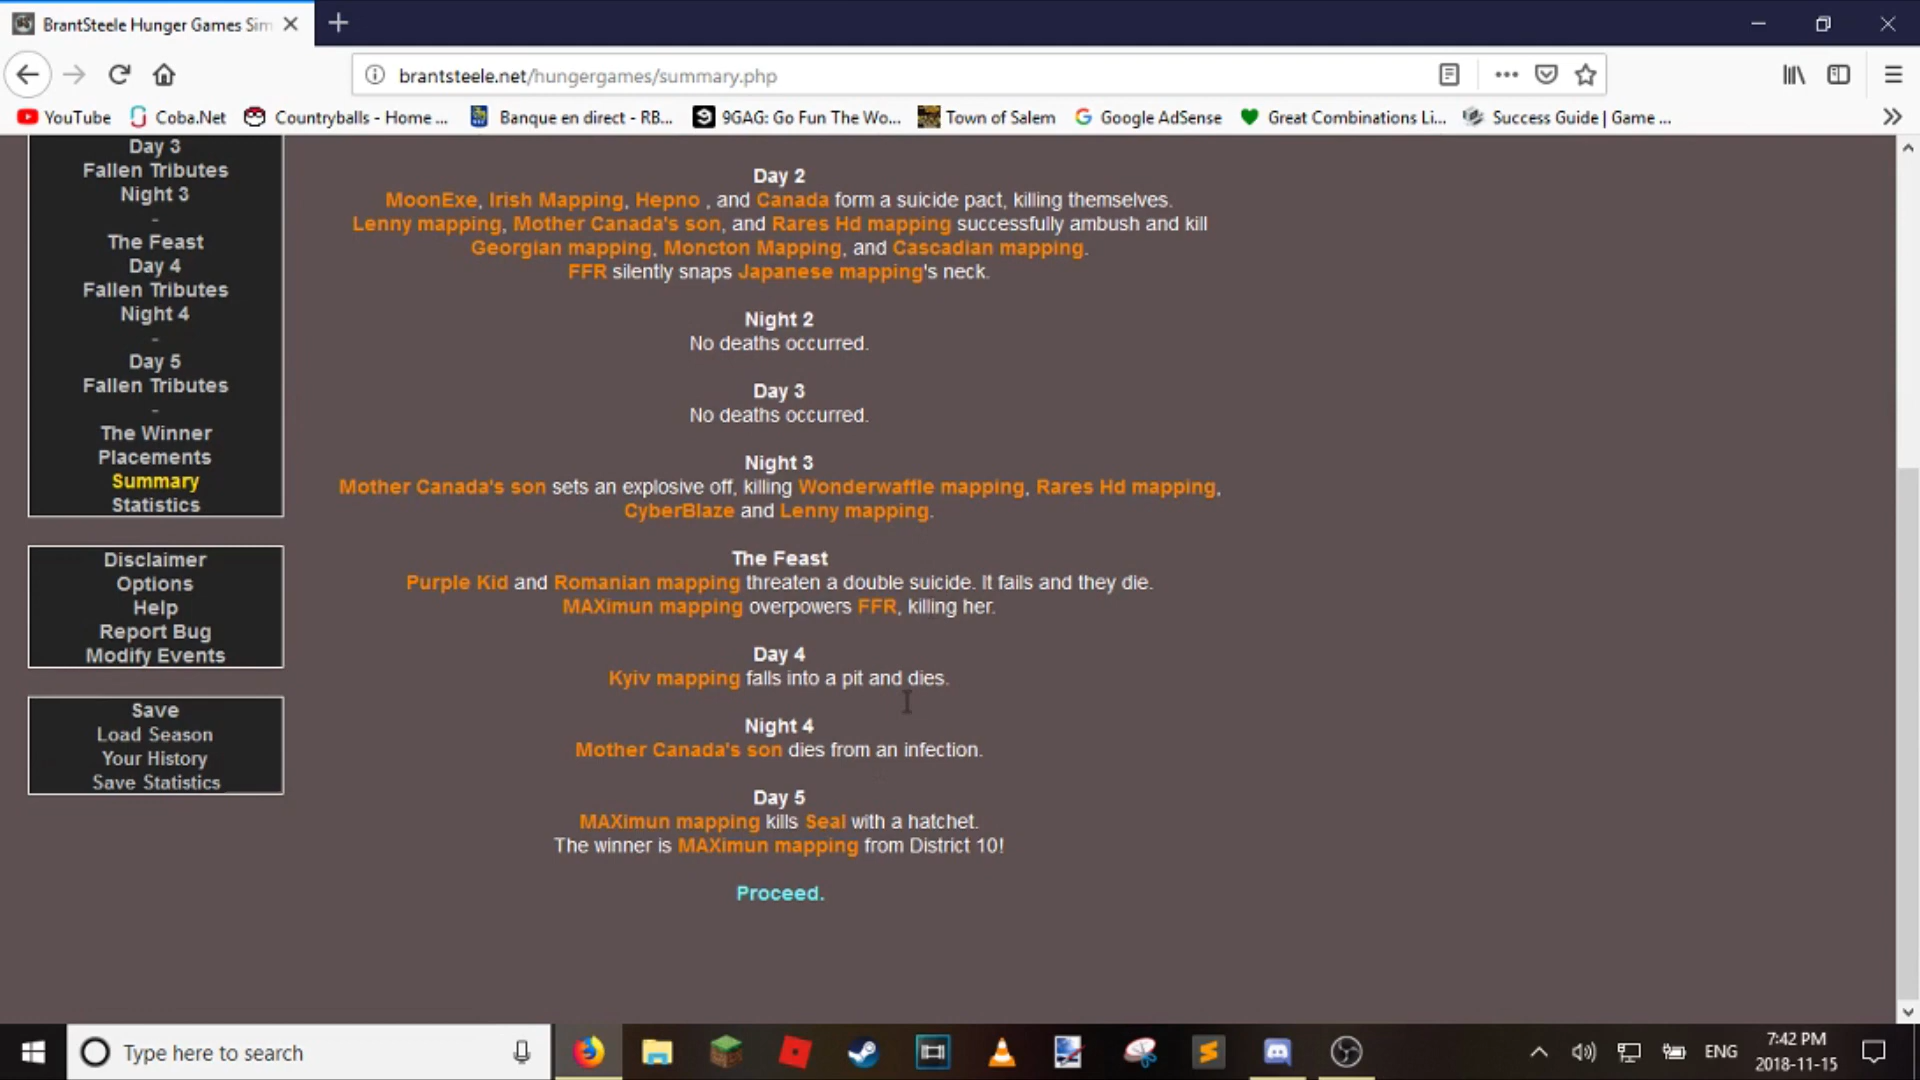 BrantSteele Hunger Games Sim
brantsteele.net/hungergames/summary.php
YouTube Coba.Net Countryballs - Home ... Banque en direct - RB... 9GAG: Go Fun The Wo... Town of Salem Google AdSense Great Combinations Li... Success Guide | Game ...
Day 3
Fallen Tributes
Night 3
-
The Feast
Day 4
Fallen Tributes
Night 4
-
Day 5
Fallen Tributes
-
The Winner
Placements
Summary
Statistics
Disclaimer
Options
Help
Report Bug
Modify Events
Save
Load Season
Your History
Save Statistics
Day 2
MoonExe, Irish Mapping, Hepno , and Canada form a suicide pact, killing themselves.
Lenny mapping, Mother Canada's son, and Rares Hd mapping successfully ambush and kill
Georgian mapping, Moncton Mapping, and Cascadian mapping.
FFR silently snaps Japanese mapping's neck.
Night 2
No deaths occurred.
Day 3
No deaths occurred.
Night 3
Mother Canada's son sets an explosive off, killing Wonderwaffle mapping, Rares Hd mapping,
CyberBlaze and Lenny mapping.
The Feast
Purple Kid and Romanian mapping threaten a double suicide. It fails and they die.
MAXimun mapping overpowers FFR, killing her.
Day 4
Kyiv mapping falls into a pit and dies.
Night 4
Mother Canada's son dies from an infection.
Day 5
MAXimun mapping kills Seal with a hatchet.
The winner is MAXimun mapping from District 10!
Proceed.
Type here to search
ENG
7:42 PM
2018-11-15